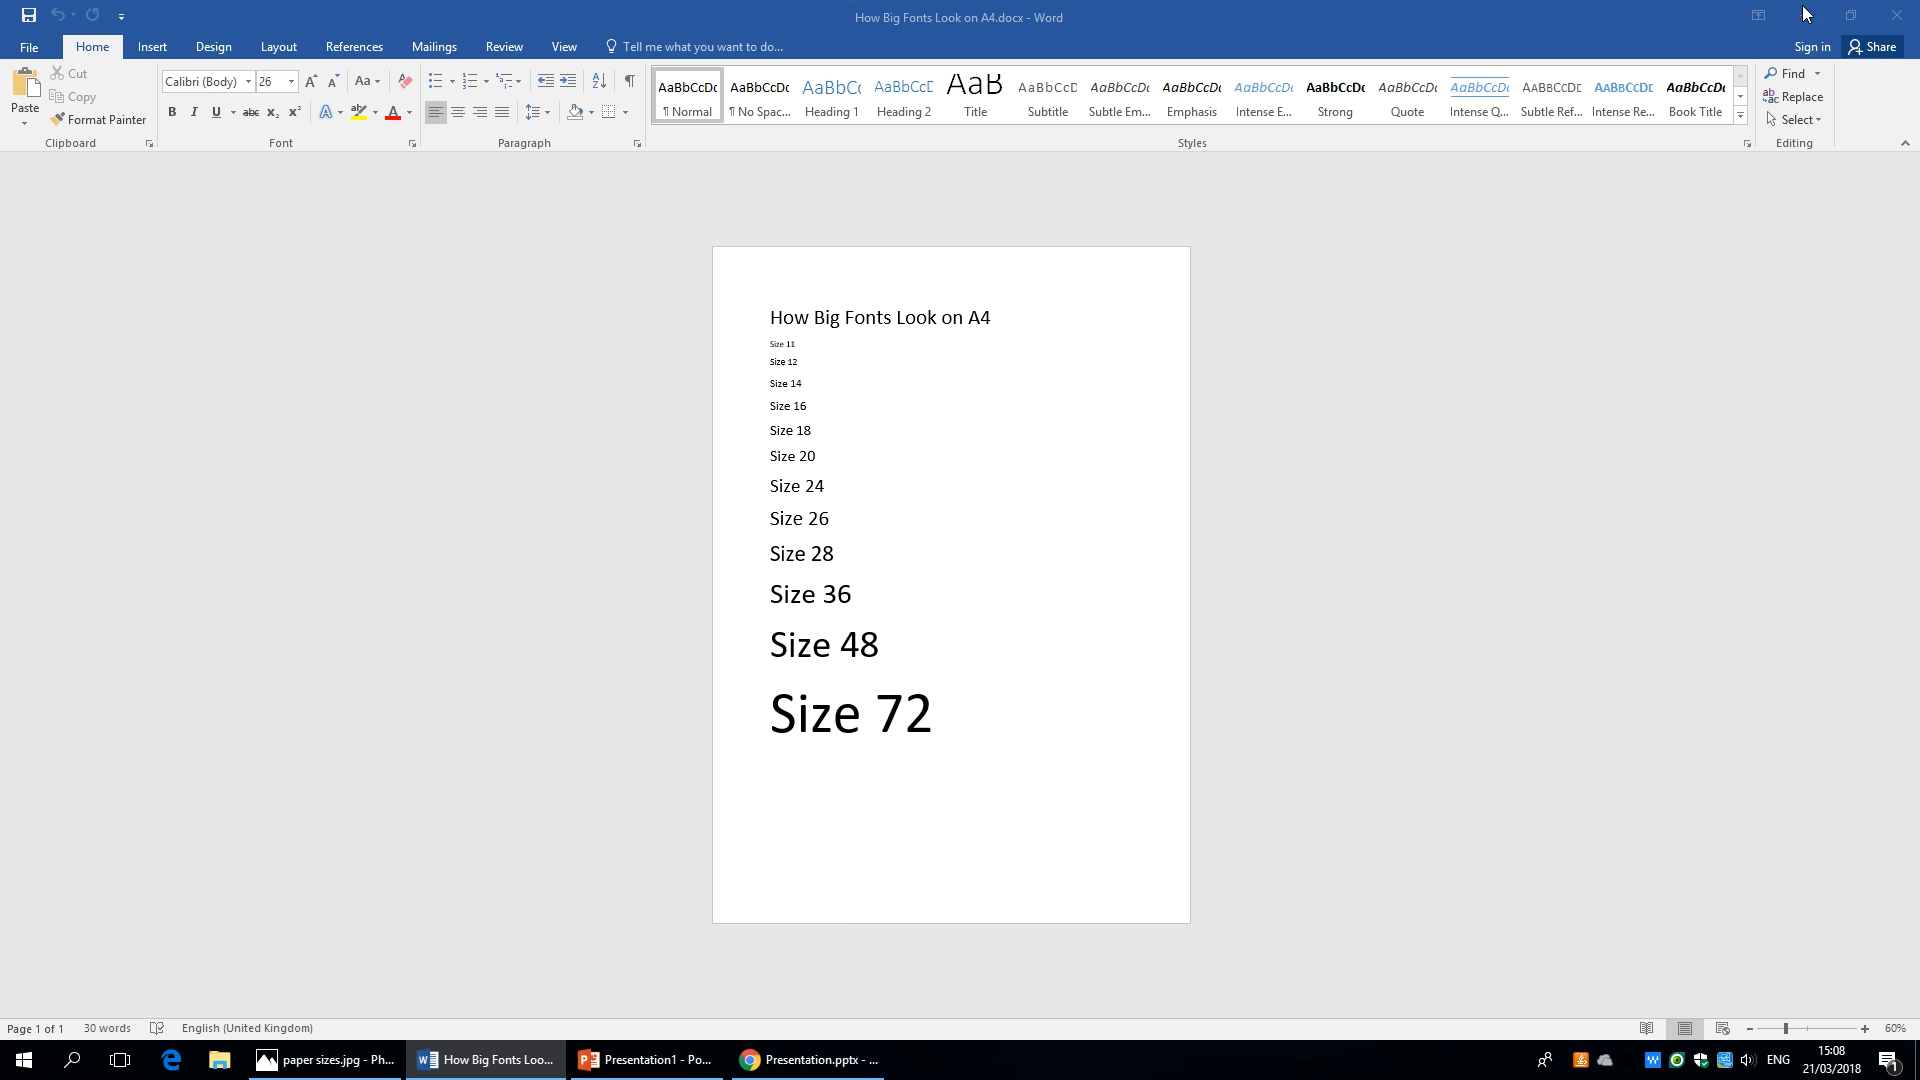 How Big Fonts Look on A4.docx - Word
File Home Insert Design Layout References Mailings Review View Tell me what you want to do... Sign in Share
Paste Cut
Copy
Format Painter
Clipboard
Calibri (Body) 26 Aa
B I U abc x₂ x² A A
Font
Paragraph
AaBbCcDc AaBbCcDc AaBbCc AaBbCcD AaB AaBbCcD AaBbCcDc AaBbCcDc AaBbCcDc AaBbCcDc AaBbCcDc AaBbCcDc AABBCCDE AABBCCDE AaBbCcDc
¶ Normal ¶ No Spac... Heading 1 Heading 2 Title Subtitle Subtle Em... Emphasis Intense E... Strong Quote Intense Q... Subtle Ref... Intense Re... Book Title
Styles
Find
Replace
Select
Editing
How Big Fonts Look on A4
Size 11
Size 12
Size 14
Size 16
Size 18
Size 20
Size 24
Size 26
Size 28
Size 36
Size 48
Size 72
Page 1 of 1 30 words English (United Kingdom) 60%
paper sizes.jpg - Ph... How Big Fonts Loo... Presentation1 - Po... Presentation.pptx - ... ENG 15:08
21/03/2018 1